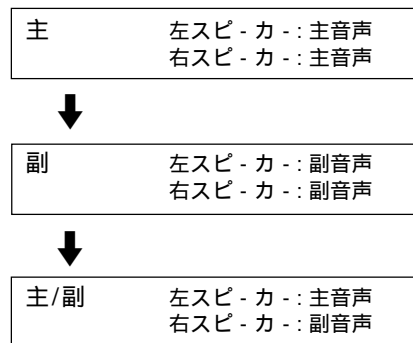 主 左スピ - カ - : 主音声
右スピ - カ - : 主音声
副 左スピ - カ - : 副音声
右スピ - カ - : 副音声
主/副 左スピ - カ - : 主音声
右スピ - カ - : 副音声